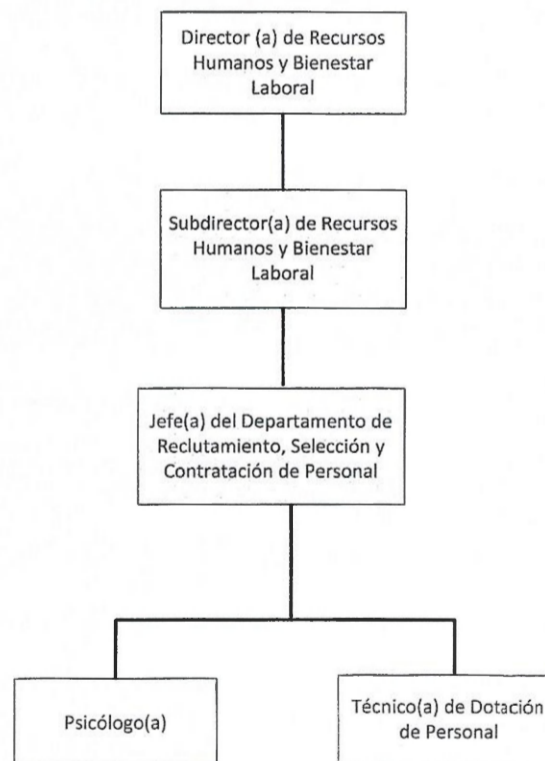 Director (a) de Recursos
Humanos y Bienestar
Laboral
Subdirector(a) de Recursos
Humanos y Bienestar
Laboral
Jefe(a) del Departamento de
Reclutamiento, Selección y
Contratación de Personal
Psicólogo(a)
Técnico(a) de Dotación
de Personal